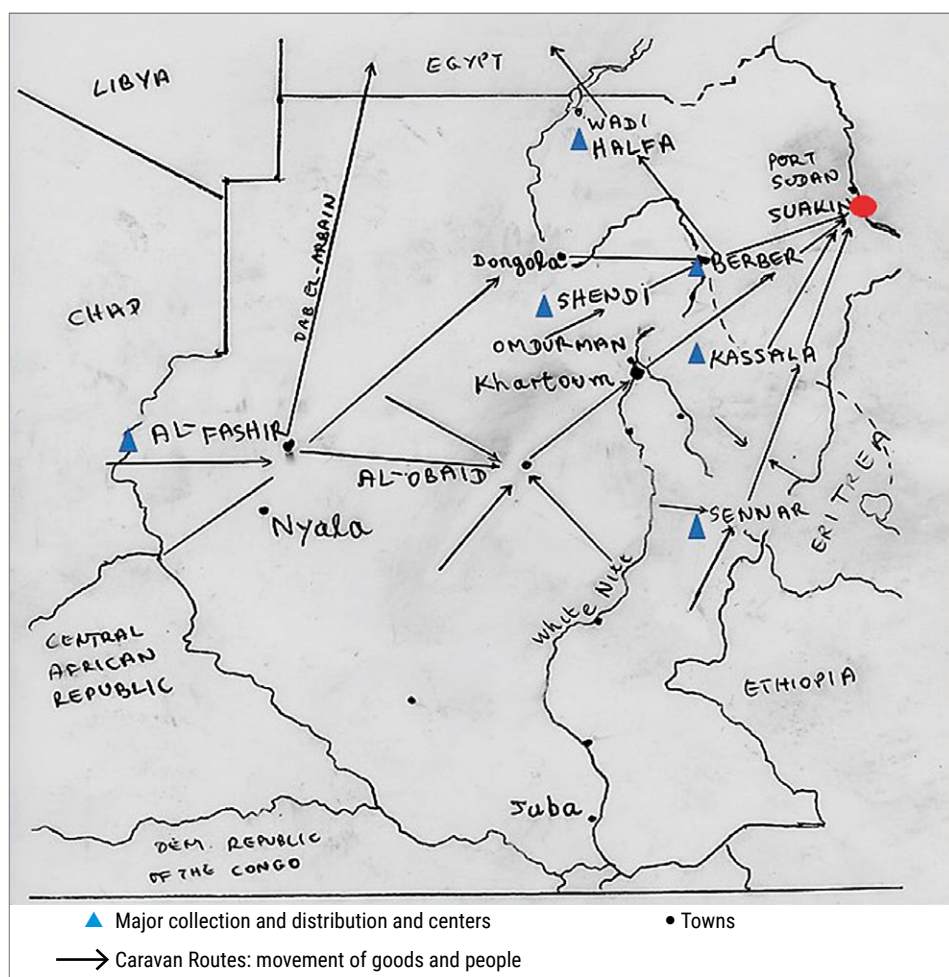 LIBYA
EGYPT
WADI
HALFA
PORT
SUDAN
SUAKIN
DAB EL-ARBAIN
Dongola
BERBER
SHENDI
CHAD
OMDURMAN
KASSALA
Khartoum
AL-FASHIR
AL-OBAID
Nyala
SENNAR
ERITREA
White Nile
CENTRAL
AFRICAN
REPUBLIC
ETHIOPIA
Juba
DEM. REPUBLIC
OF THE CONGO
Major collection and distribution and centers
Towns
Caravan Routes: movement of goods and people